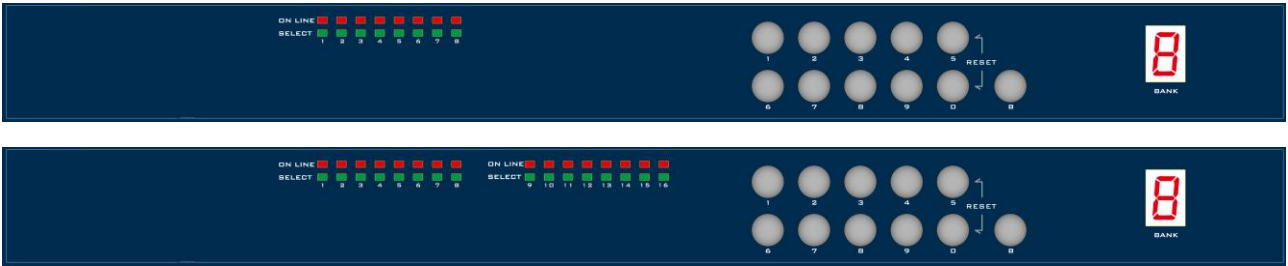 ON LINE
SELECT
1 2 3 4 5 6 7 8
1 2 3 4 5
RESET
6 7 8 9 0 B
8
BANK
ON LINE ON LINE
SELECT SELECT
1 2 3 4 5 6 7 8 9 10 11 12 13 14 15 16
1 2 3 4 5
RESET
6 7 8 9 0 B
8
BANK